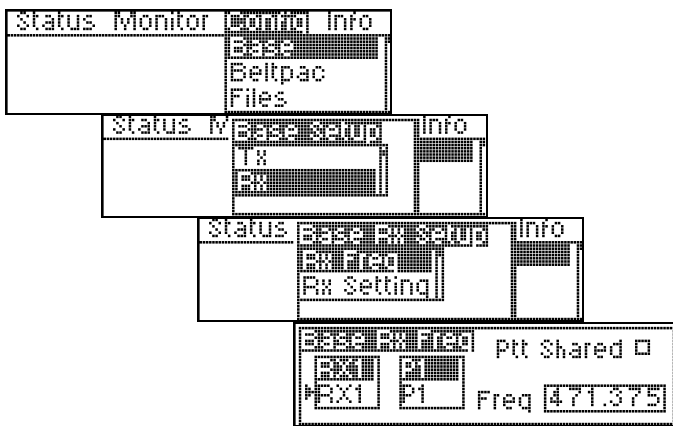 Status Monitor Config Info
Base
Beltpac
Files
Status M Base Setup Info
Tx
Rx
Status Base Rx Setup Info
Rx Freq
Rx Setting
Base Rx Freq Ptt Shared
RX1 P1
RX1 P1 Freq 471.375